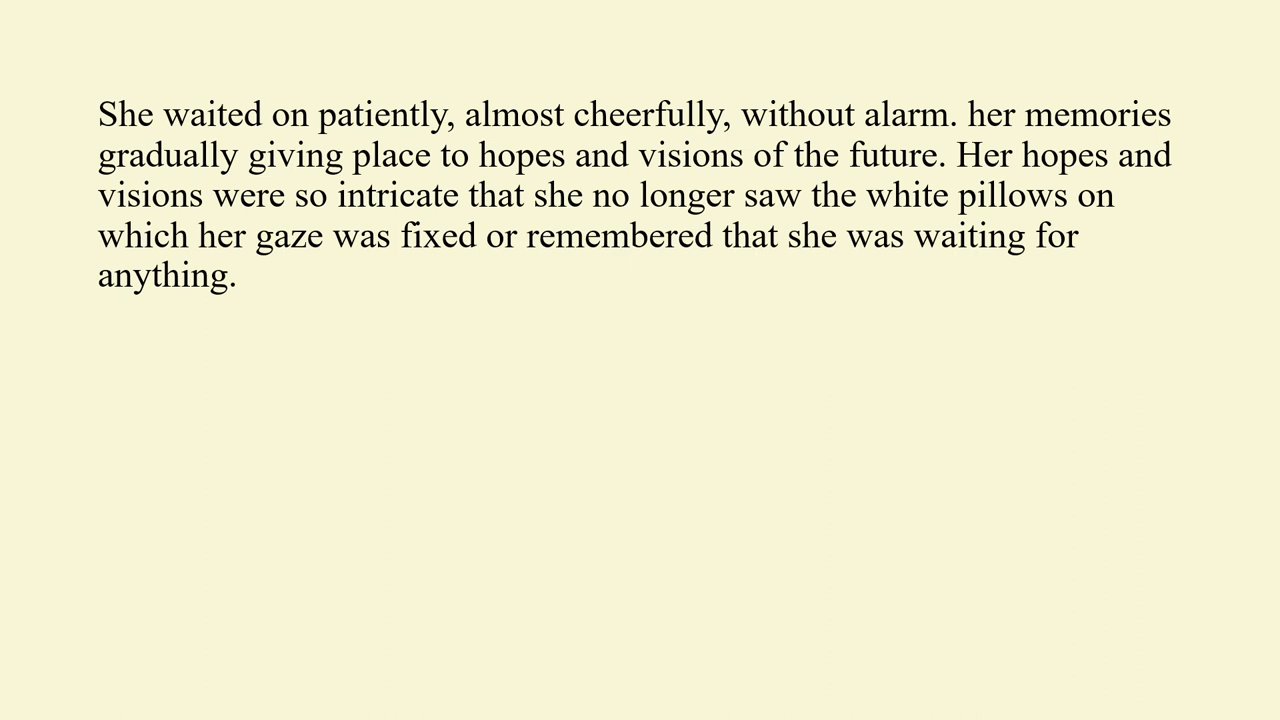 She waited on patiently, almost cheerfully, without alarm. her memories
gradually giving place to hopes and visions of the future. Her hopes and
visions were so intricate that she no longer saw the white pillows on
which her gaze was fixed or remembered that she was waiting for
anything.